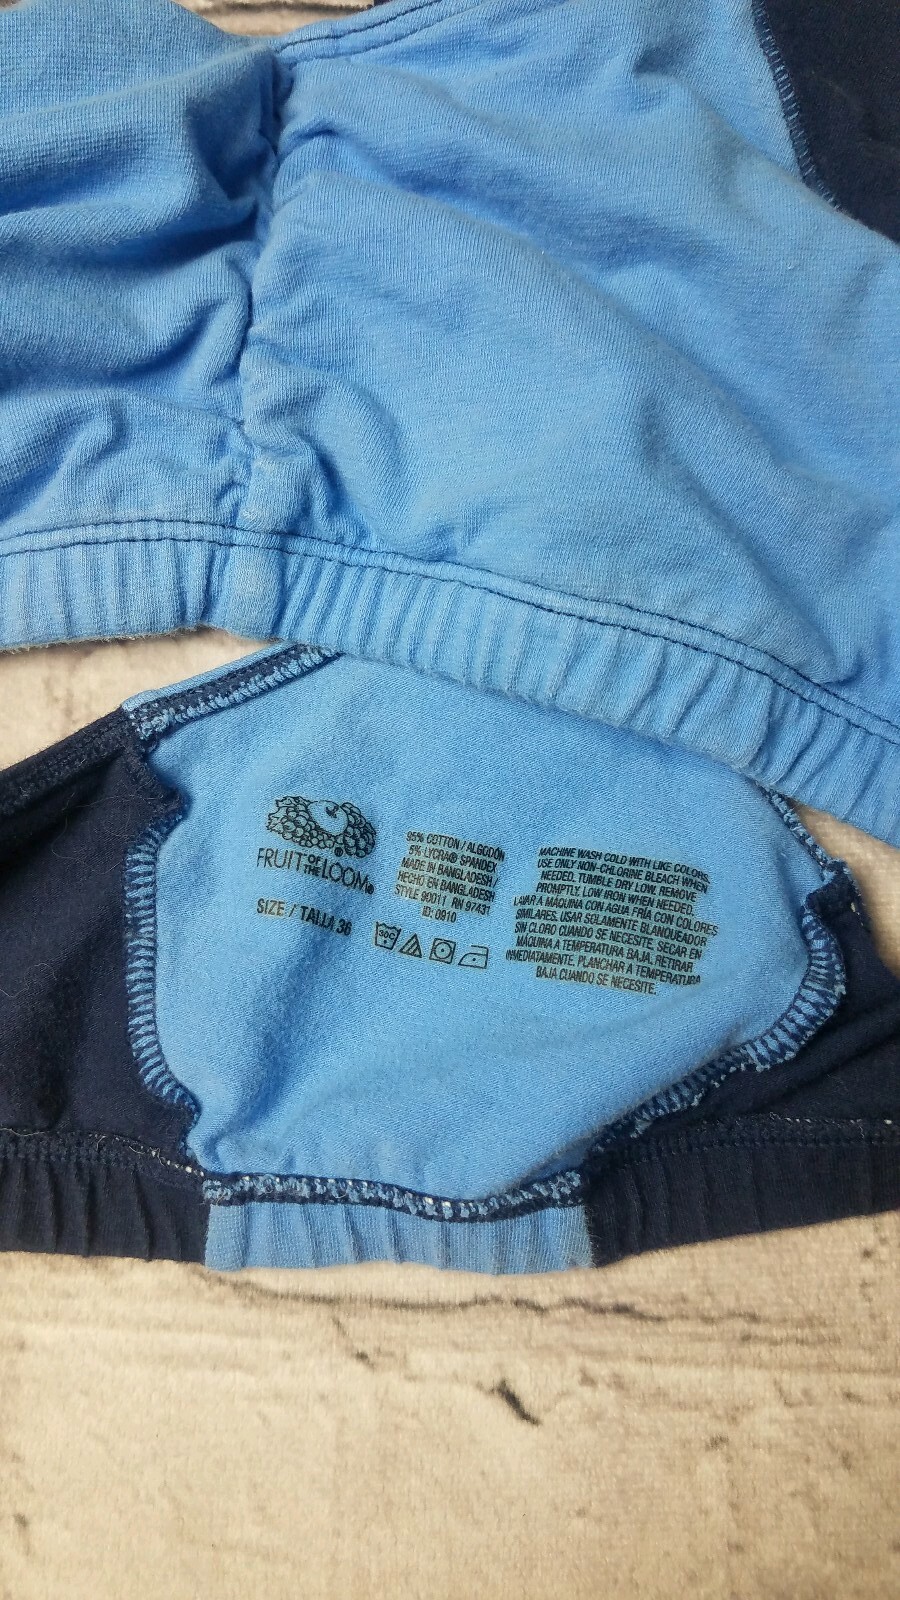 FRUIT OF THE LOOM®
SIZE / TALLA 36
95% COTTON / ALGODÓN
5% LYCRA® SPANDEX
MADE IN BANGLADESH /
HECHO EN BANGLADESH
STYLE 90011 RN 97431
ID: 0910
30C
MACHINE WASH COLD WITH LIKE COLORS,
USE ONLY NON-CHLORINE BLEACH WHEN
NEEDED. TUMBLE DRY LOW. REMOVE
PROMPTLY LOW IRON WHEN NEEDED.
LAVAR A MÁQUINA CON AGUA FRÍA CON COLORES
SIMILARES. USAR SOLAMENTE BLANQUEADOR
SIN CLORO CUANDO SE NECESITE. SECAR EN
MÁQUINA A TEMPERATURA BAJA. RETIRAR
INMEDIATAMENTE. PLANCHAR A TEMPERATURA
BAJA CUANDO SE NECESITE.